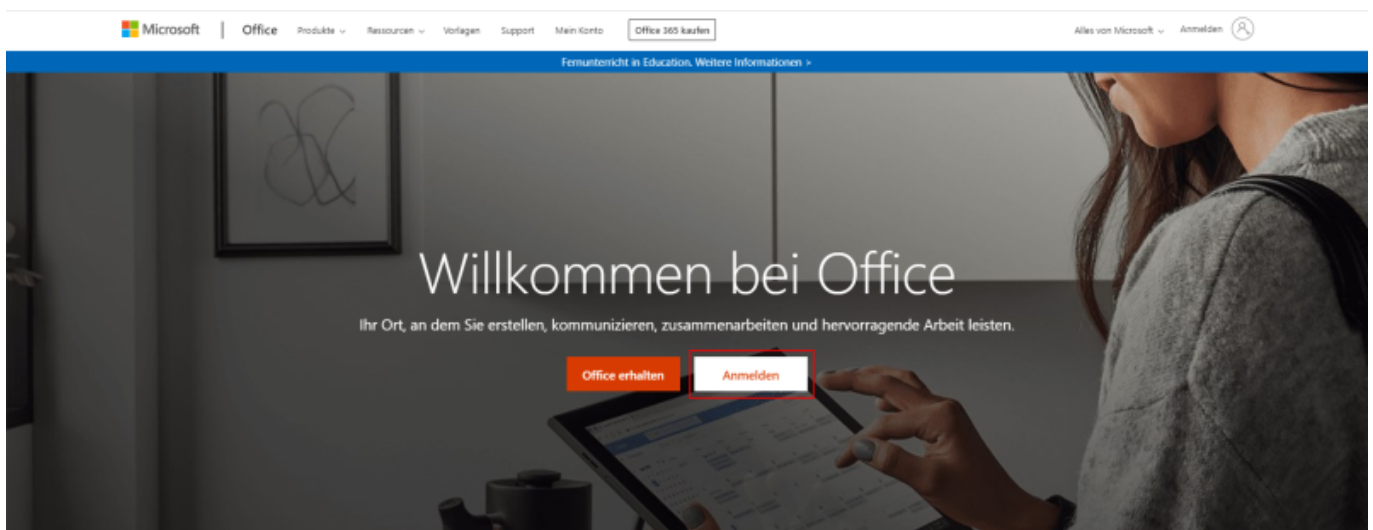 Microsoft | Office Produkte Ressourcen Vorlagen Support Mein Konto Office 365 kaufen Alles von Microsoft Anmelden
Fernunterricht in Education. Weitere Informationen >
Willkommen bei Office
Ihr Ort, an dem Sie erstellen, kommunizieren, zusammenarbeiten und hervorragende Arbeit leisten.
Office erhalten Anmelden